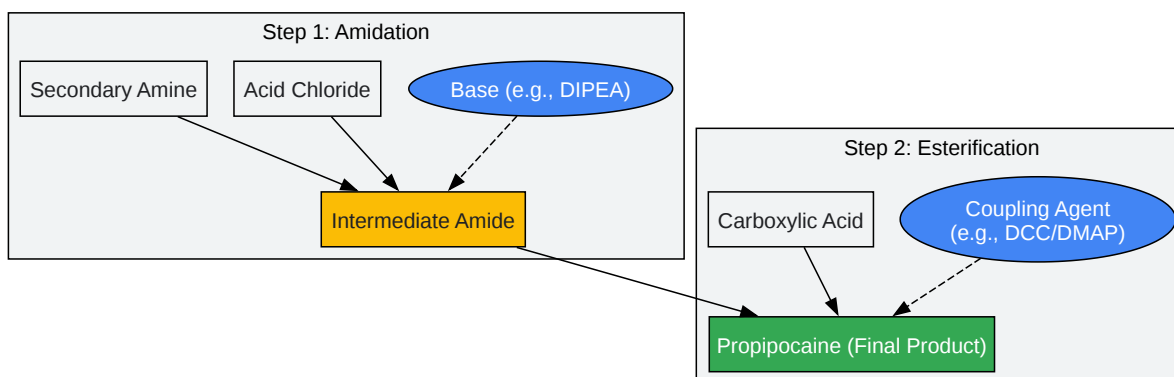 Step 1: Amidation
Secondary Amine
Acid Chloride
Base (e.g., DIPEA)
Intermediate Amide
Step 2: Esterification
Carboxylic Acid
Coupling Agent
(e.g., DCC/DMAP)
Propipocaine (Final Product)